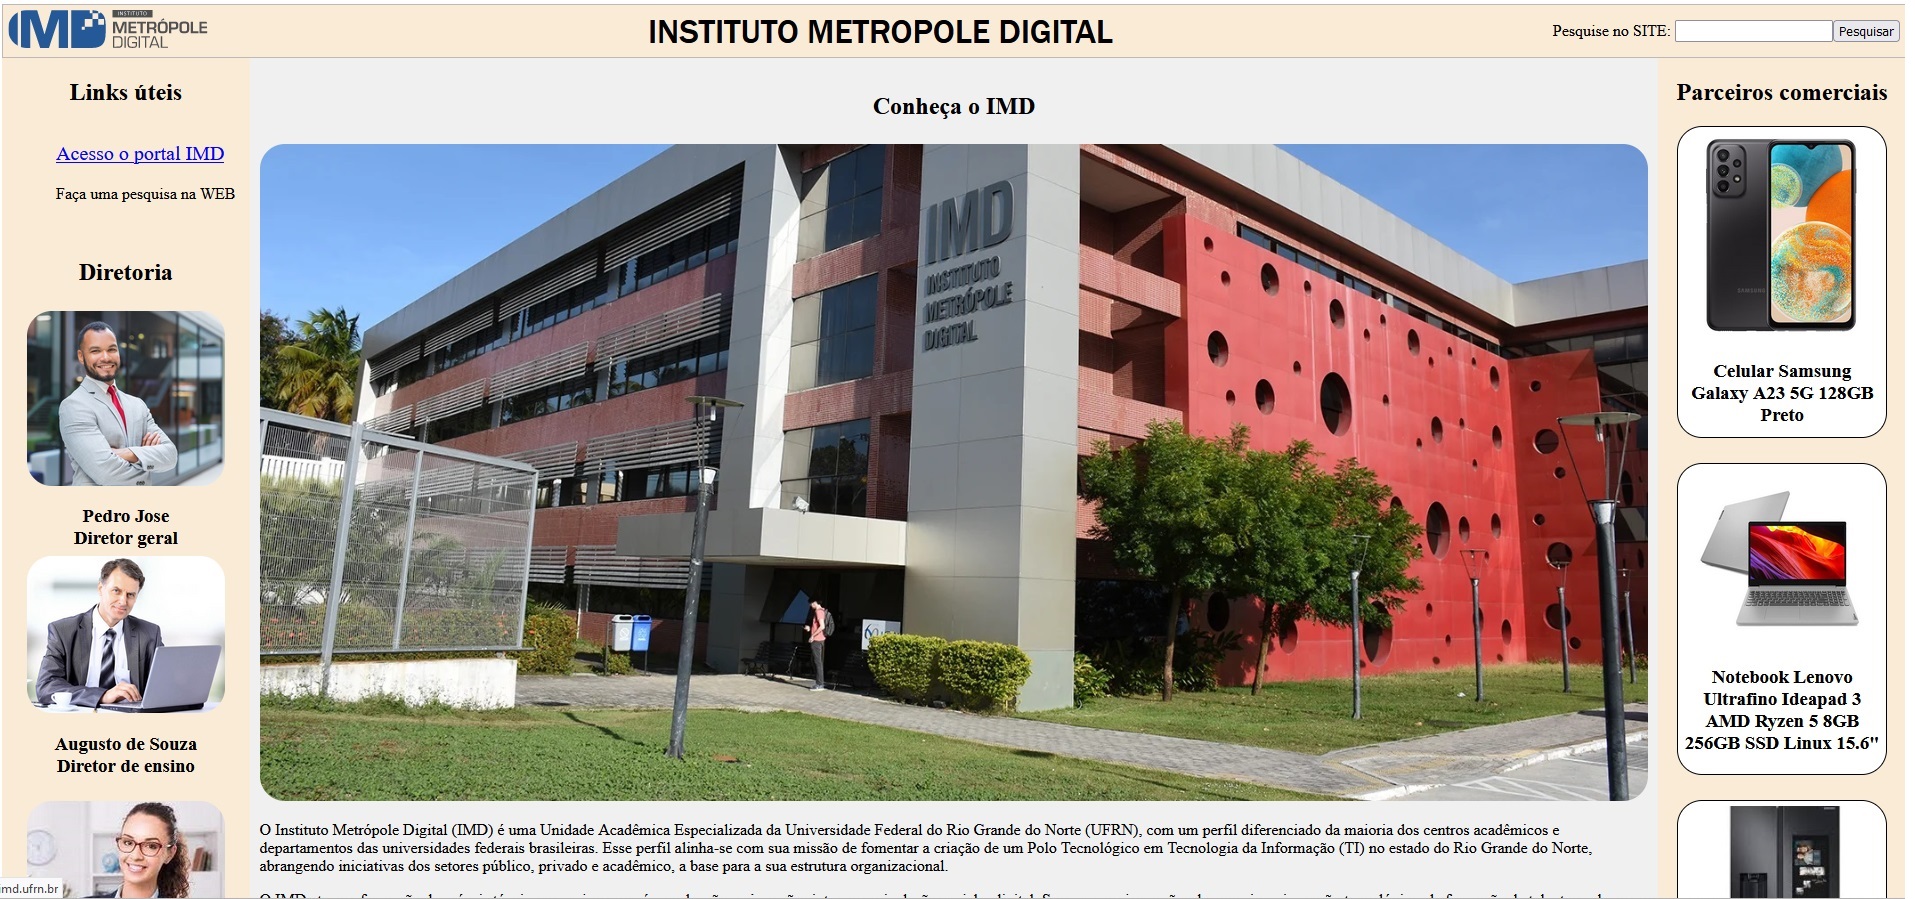 IMD INSTITUTO
METRÓPOLE
DIGITAL
INSTITUTO METROPOLE DIGITAL
Pesquise no SITE: Pesquisar
Links úteis
Acesso o portal IMD
Faça uma pesquisa na WEB
Diretoria
Pedro Jose
Diretor geral
Augusto de Souza
Diretor de ensino
imd.ufrn.br
Conheça o IMD
IMD
INSTITUTO
METRÓPOLE
DIGITAL
O Instituto Metrópole Digital (IMD) é uma Unidade Acadêmica Especializada da Universidade Federal do Rio Grande do Norte (UFRN), com um perfil diferenciado da maioria dos centros acadêmicos e
departamentos das universidades federais brasileiras. Esse perfil alinha-se com sua missão de fomentar a criação de um Polo Tecnológico em Tecnologia da Informação (TI) no estado do Rio Grande do Norte,
abrangendo iniciativas dos setores público, privado e acadêmico, a base para a sua estrutura organizacional.
Parceiros comerciais
SAMSUNG
Celular Samsung
Galaxy A23 5G 128GB
Preto
Notebook Lenovo
Ultrafino Ideapad 3
AMD Ryzen 5 8GB
256GB SSD Linux 15.6"